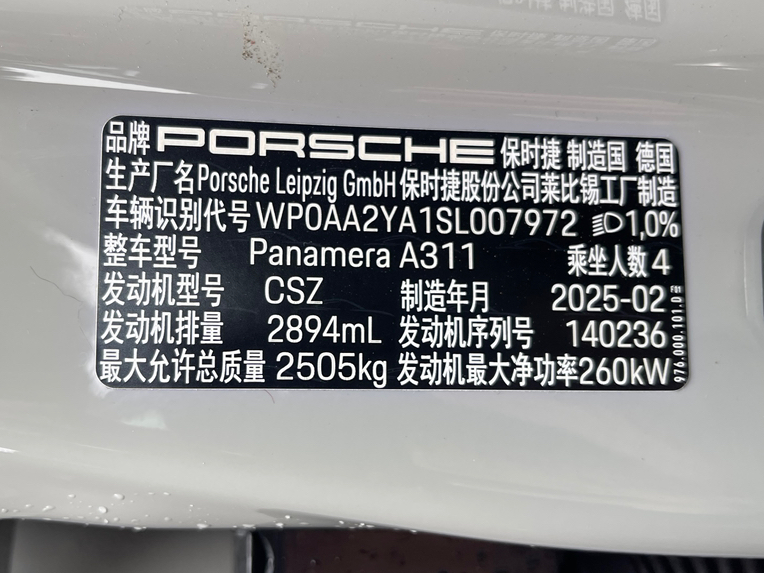 品牌 PORSCHE 保时捷 制造国 德国
生产厂名Porsche Leipzig GmbH 保时捷股份公司莱比锡工厂制造
车辆识别代号 WP0AA2YA1SL007972 1,0%
整车型号 Panamera A311 乘坐人数 4
发动机型号 CSZ 制造年月 2025-02
发动机排量 2894mL 发动机序列号 140236
最大允许总质量 2505kg 发动机最大净功率260kW
976.000.101.D